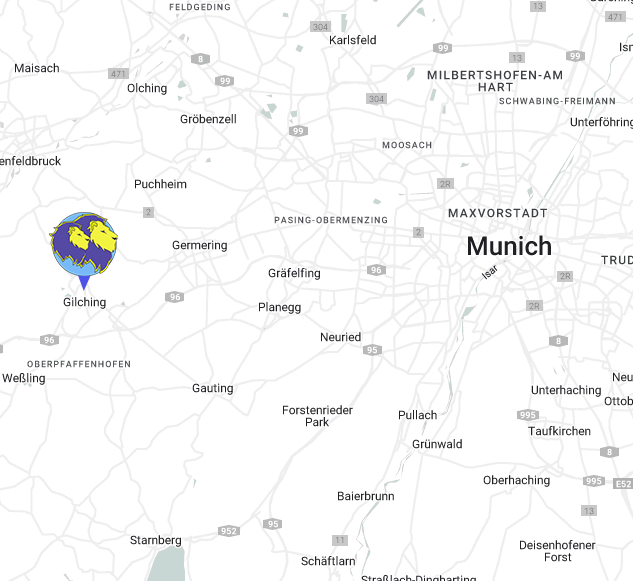 FELDGEDING
13
Karlsfeld
304
471
99
8
Maisach
471
Olching
99
13
MILBERTSHOFEN-AM
HART
304
SCHWABING-FREIMANN
Gröbenzell
Unterföhring
99
MOOSACH
enfeldbruck
Puchheim
2R
2
PASING-OBERMENZING
MAXVORSTADT
2
Germering
Munich
TRUD
Gräfelfing
96
Isar
2R
Gilching
96
Planegg
2R
96
Neuried
95
8
OBERPFAFFENHOFEN
Weßling
Gauting
Neu
Unterhaching
Ottob
Forstenrieder
Park
Pullach
995
Taufkirchen
Grünwald
8
Oberhaching
995
E52
Baierbrunn
13
952
95
Starnberg
11
Deisenhofener
Forst
Schäftlarn
Straßlach-Dingharting